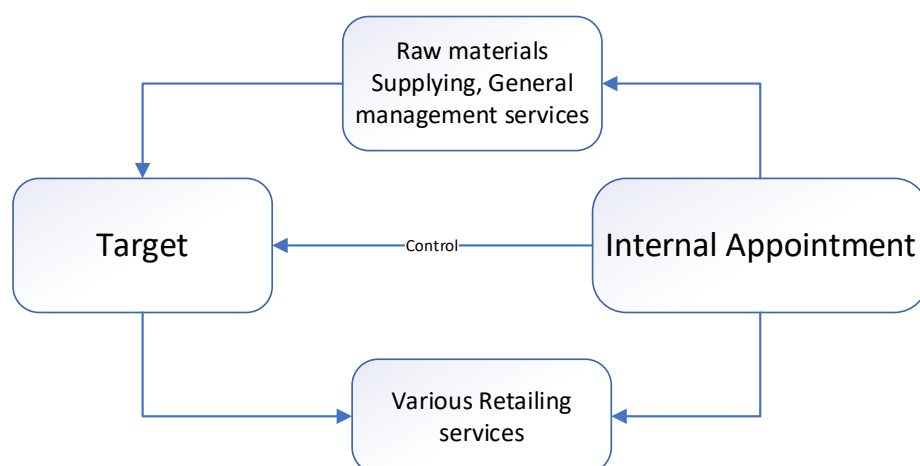 Raw materials
Supplying, General
management services
Target
Control
Internal Appointment
Various Retailing
services